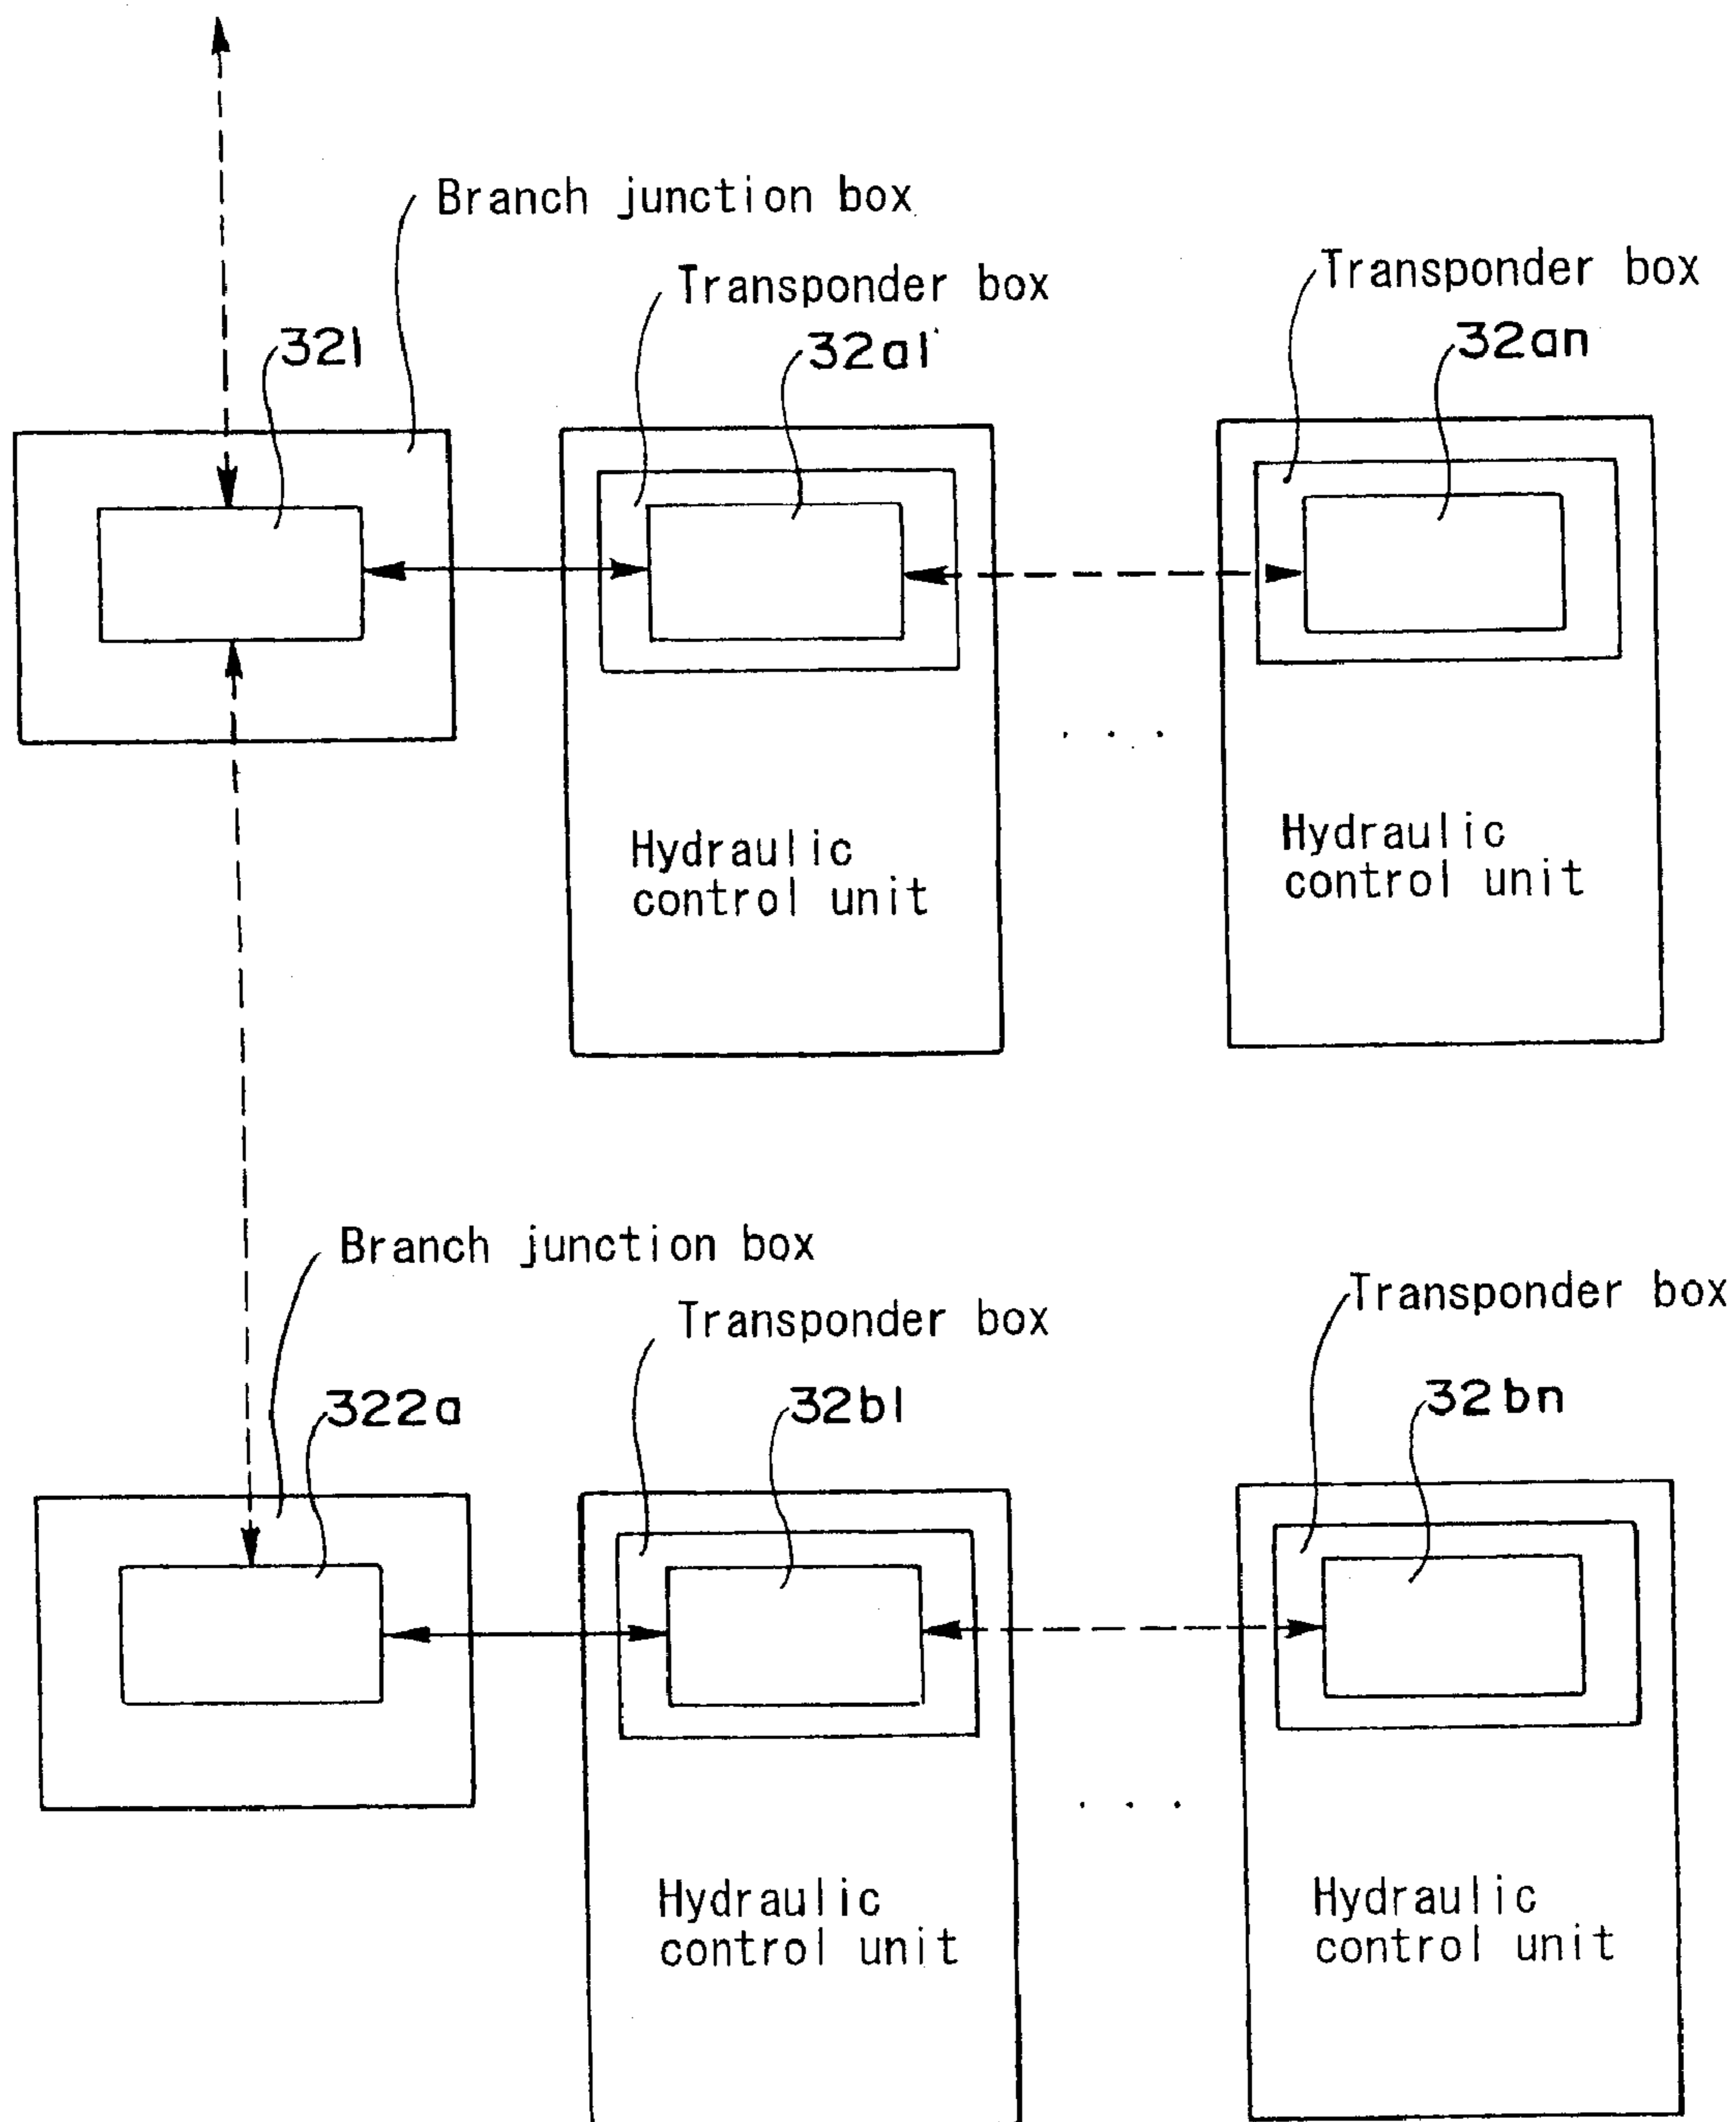 Branch junction box
Transponder box
Transponder box
321
32a1
32an
Hydraulic
control unit
Hydraulic
control unit
Branch junction box
Transponder box
Transponder box
322a
32b1
32bn
Hydraulic
control unit
Hydraulic
control unit